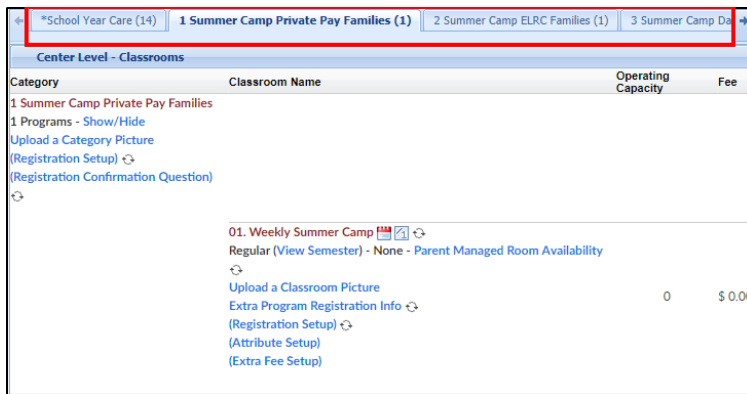 *School Year Care (14) 1 Summer Camp Private Pay Families (1) 2 Summer Camp ELRC Families (1) 3 Summer Camp Da
Center Level - Classrooms
Category Classroom Name Operating Capacity Fee
1 Summer Camp Private Pay Families
1 Programs - Show/Hide
Upload a Category Picture
(Registration Setup)
(Registration Confirmation Question)
01. Weekly Summer Camp
Regular (View Semester) - None - Parent Managed Room Availability
Upload a Classroom Picture
Extra Program Registration Info
0 $ 0.00
(Registration Setup)
(Attribute Setup)
(Extra Fee Setup)